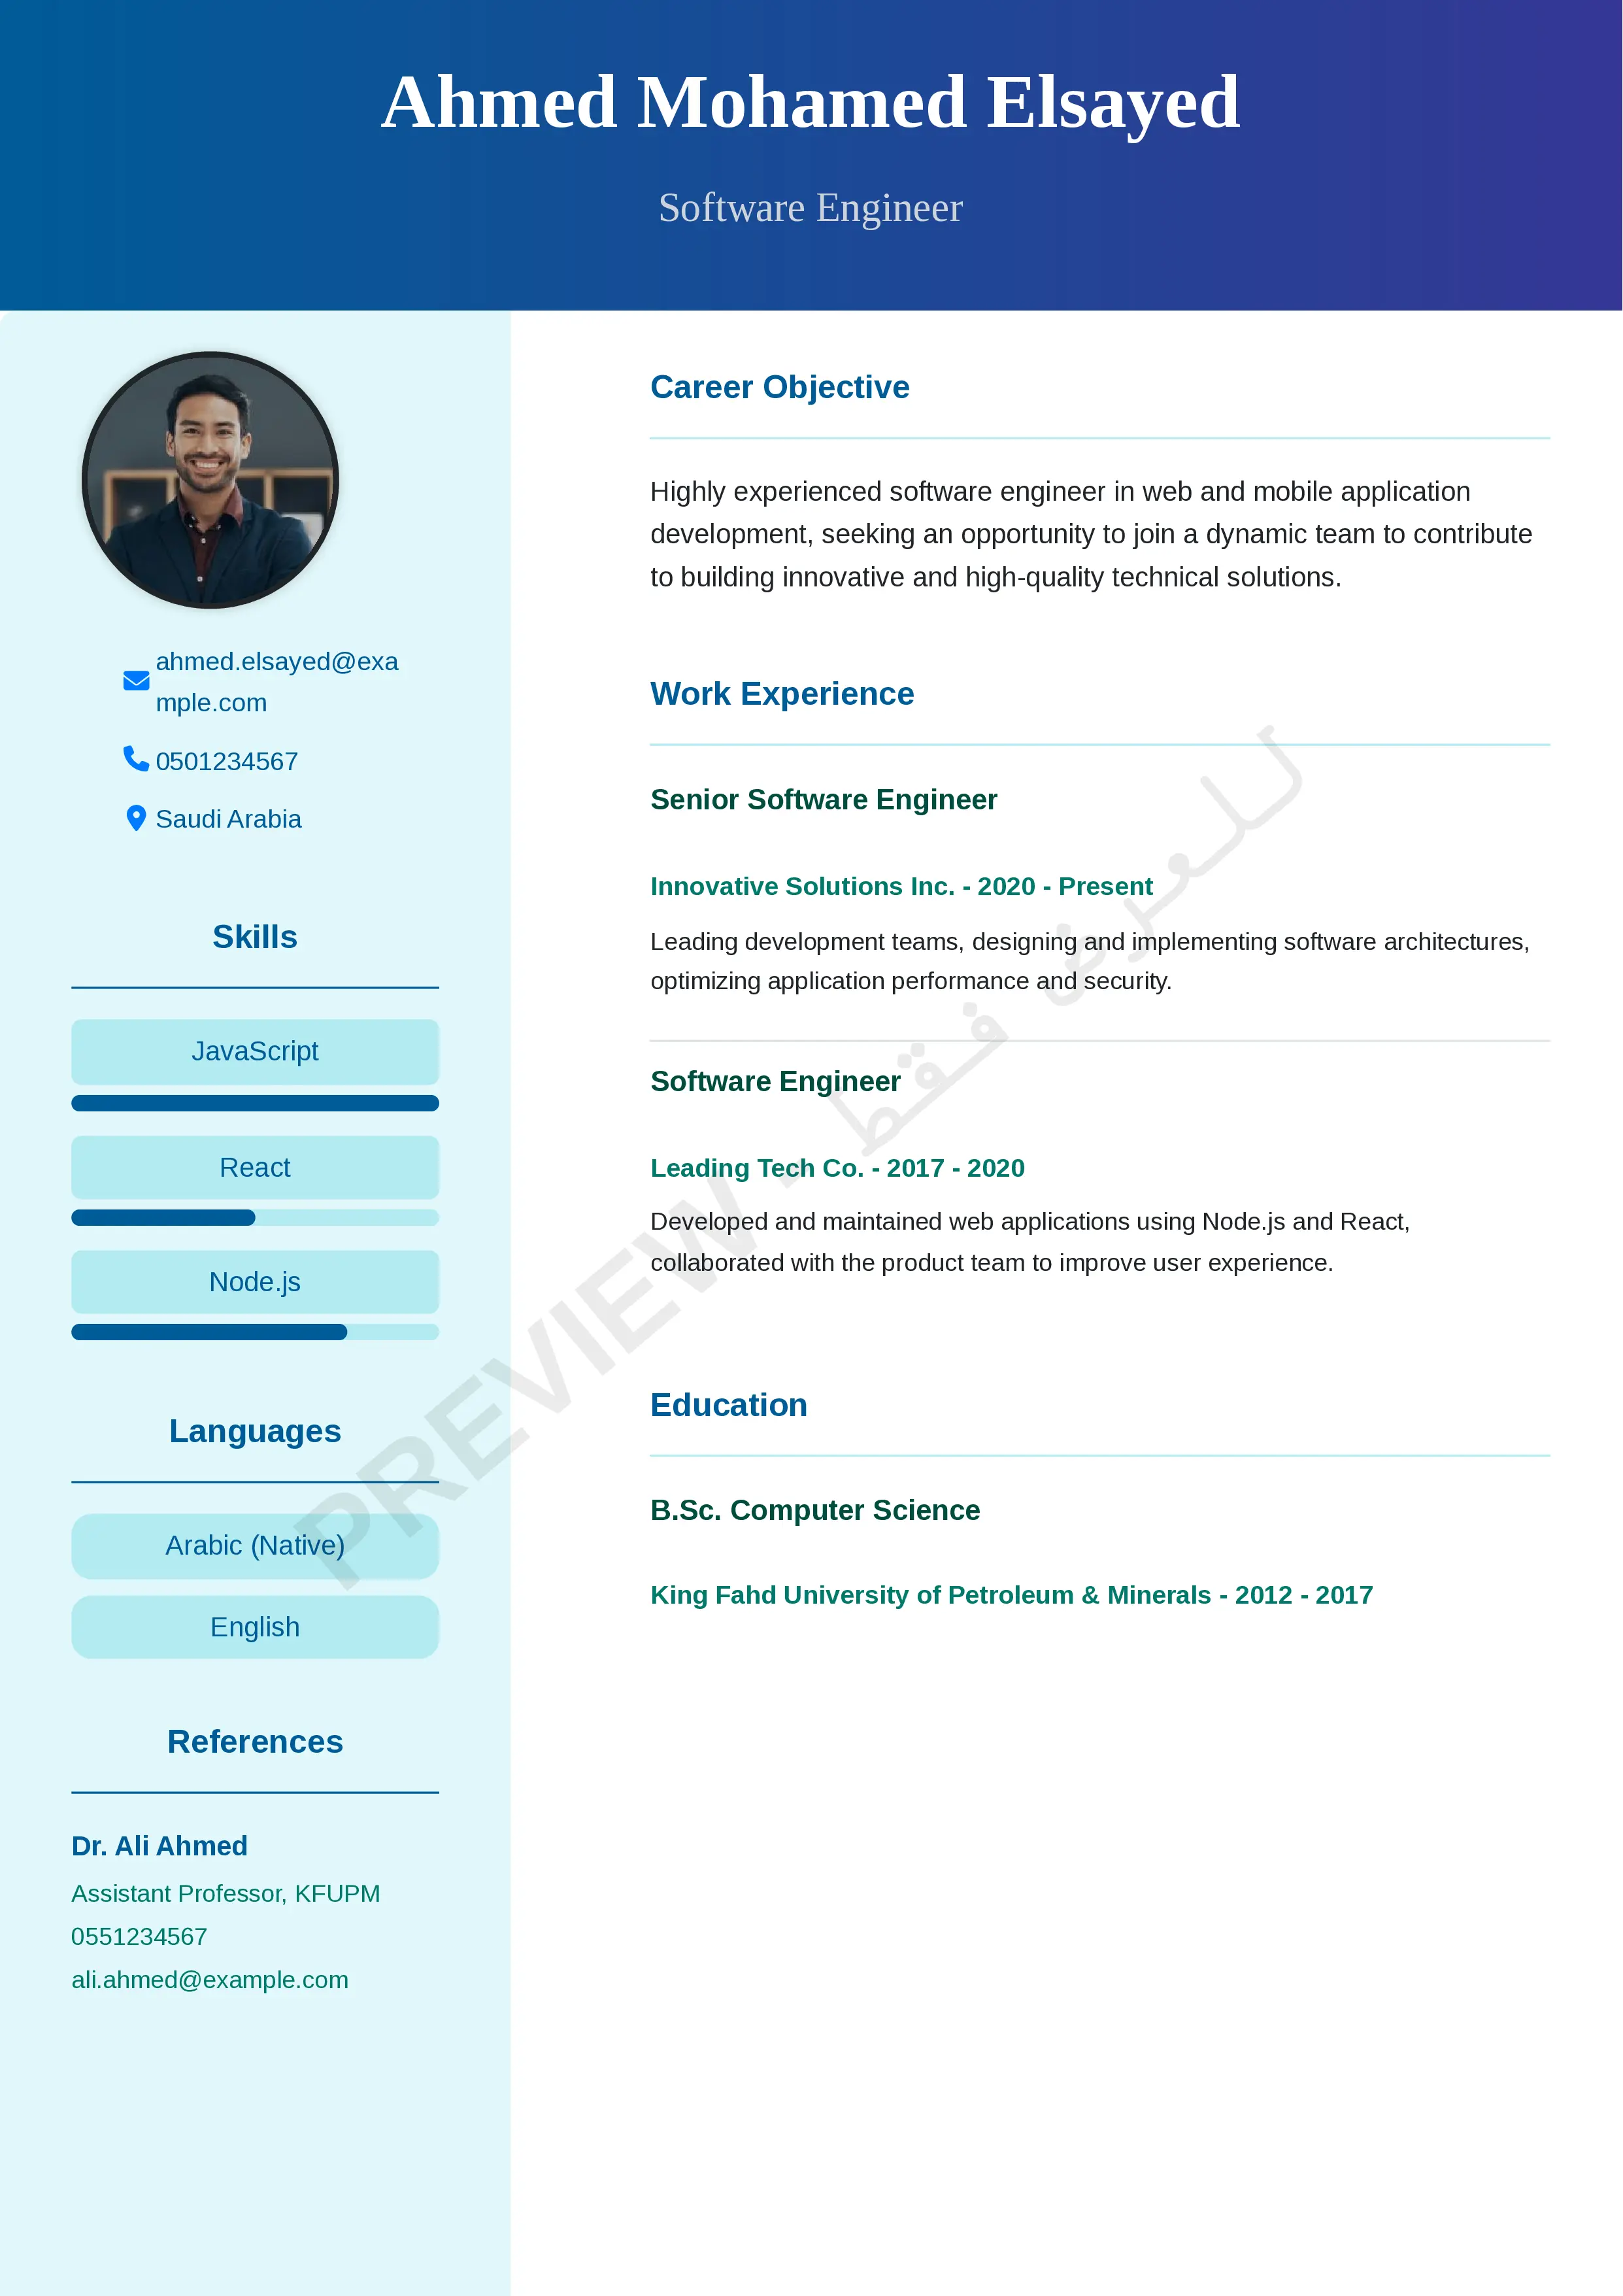 Ahmed Mohamed Elsayed
Software Engineer
ahmed.elsayed@exa
mple.com
0501234567
Saudi Arabia
Skills
JavaScript
React
Node.js
Languages
Arabic (Native)
English
References
Dr. Ali Ahmed
Assistant Professor, KFUPM
0551234567
ali.ahmed@example.com
Career Objective
Highly experienced software engineer in web and mobile application
development, seeking an opportunity to join a dynamic team to contribute
to building innovative and high-quality technical solutions.
Work Experience
Senior Software Engineer
Innovative Solutions Inc. - 2020 - Present
Leading development teams, designing and implementing software architectures,
optimizing application performance and security.
Software Engineer
Leading Tech Co. - 2017 - 2020
Developed and maintained web applications using Node.js and React,
collaborated with the product team to improve user experience.
Education
B.Sc. Computer Science
King Fahd University of Petroleum & Minerals - 2012 - 2017
PREVIEW - للعرض فقط